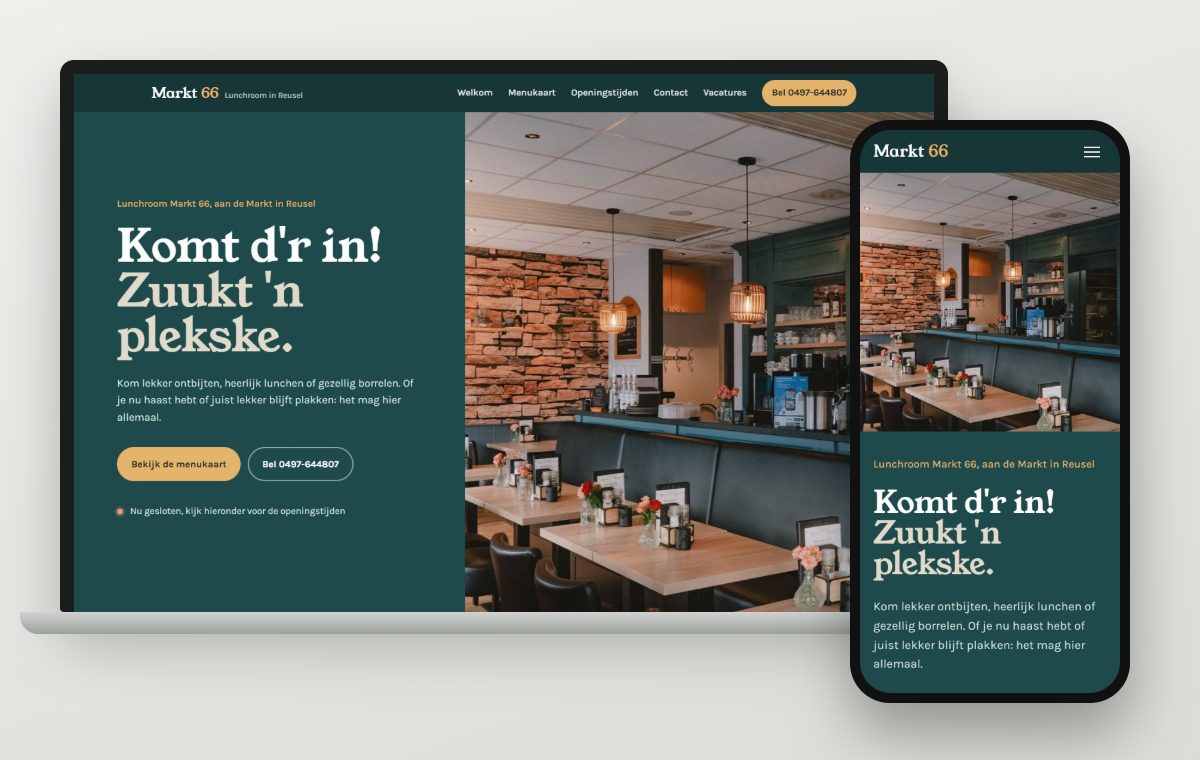 Markt 66 Lunchroom in Reusel
Welkom Menukaart Openingstijden Contact Vacatures Bel 0497-644807
Lunchroom Markt 66, aan de Markt in Reusel
Komt d'r in!
Zuukt 'n
plekske.
Kom lekker ontbijten, heerlijk lunchen of gezellig borrelen. Of
je nu haast hebt of juist lekker blijft plakken: het mag hier
allemaal.
Bekijk de menukaart
Bel 0497-644807
Nu gesloten, kijk hieronder voor de openingstijden
Markt 66
Lunchroom Markt 66, aan de Markt in Reusel
Komt d'r in!
Zuukt 'n
plekske.
Kom lekker ontbijten, heerlijk lunchen of
gezellig borrelen. Of je nu haast hebt of
juist lekker blijft plakken: het mag hier
allemaal.